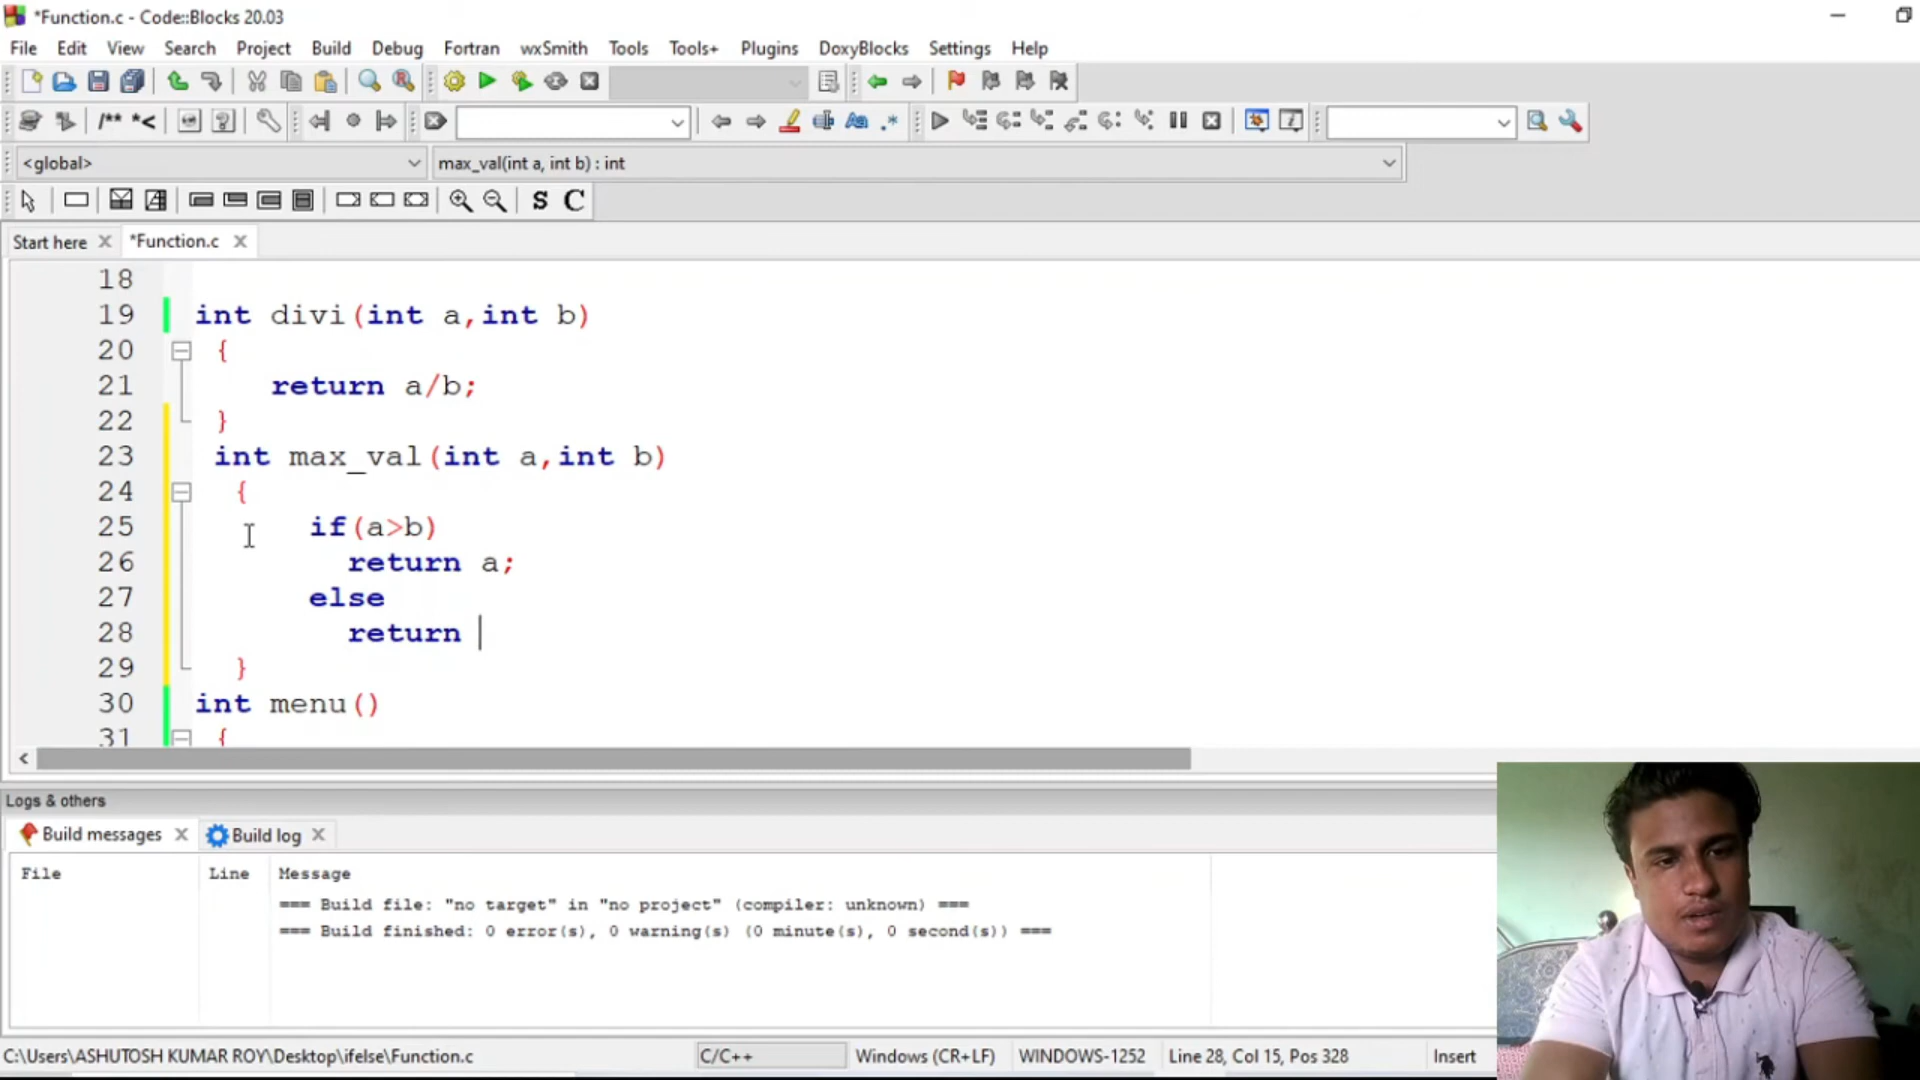 *Function.c - Code::Blocks 20.03
File Edit View Search Project Build Debug Fortran wxSmith Tools Tools+ Plugins DoxyBlocks Settings Help
/** *<
<global> max_val(int a, int b) : int
S C
Start here *Function.c
18
19 int divi(int a,int b)
20 {
21 return a/b;
22 }
23 int max_val(int a,int b)
24 {
25 if(a>b)
26 return a;
27 else
28 return
29 }
30 int menu()
31 {
Logs & others
Build messages Build log
File Line Message
=== Build file: "no target" in "no project" (compiler: unknown) ===
=== Build finished: 0 error(s), 0 warning(s) (0 minute(s), 0 second(s)) ===
C:\Users\ASHUTOSH KUMAR ROY\Desktop\ifelse\Function.c C/C++ Windows (CR+LF) WINDOWS-1252 Line 28, Col 15, Pos 328 Insert